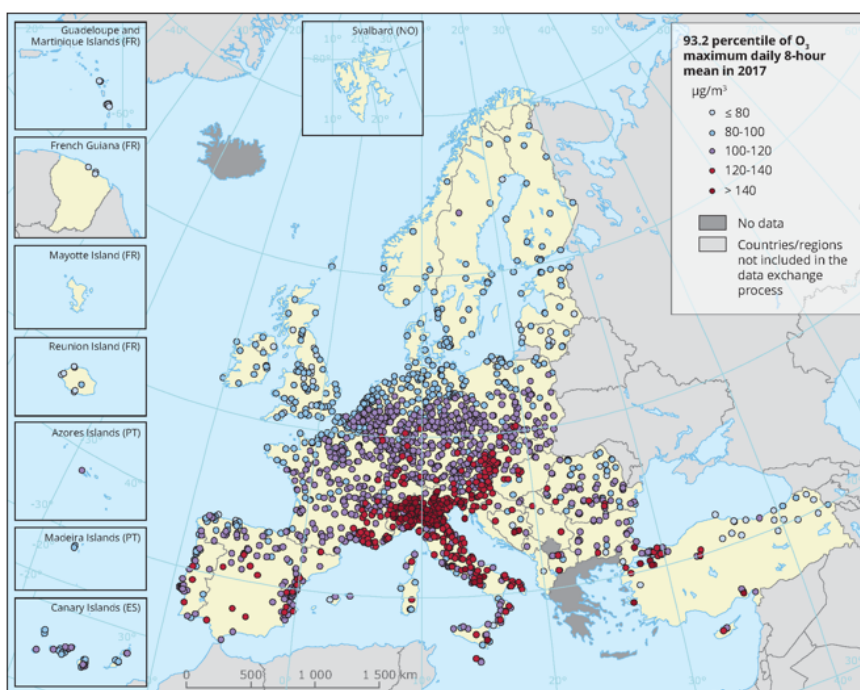 Guadeloupe and
Martinique Islands (FR)
French Guiana (FR)
Mayotte Island (FR)
Reunion Island (FR)
Azores Islands (PT)
Madeira Islands (PT)
Canary Islands (ES)
Svalbard (NO)
93.2 percentile of O₃
maximum daily 8-hour
mean in 2017
µg/m³
≤ 80
80-100
100-120
120-140
> 140
No data
Countries/regions
not included in the
data exchange
process
0 500 1 000 1 500 km